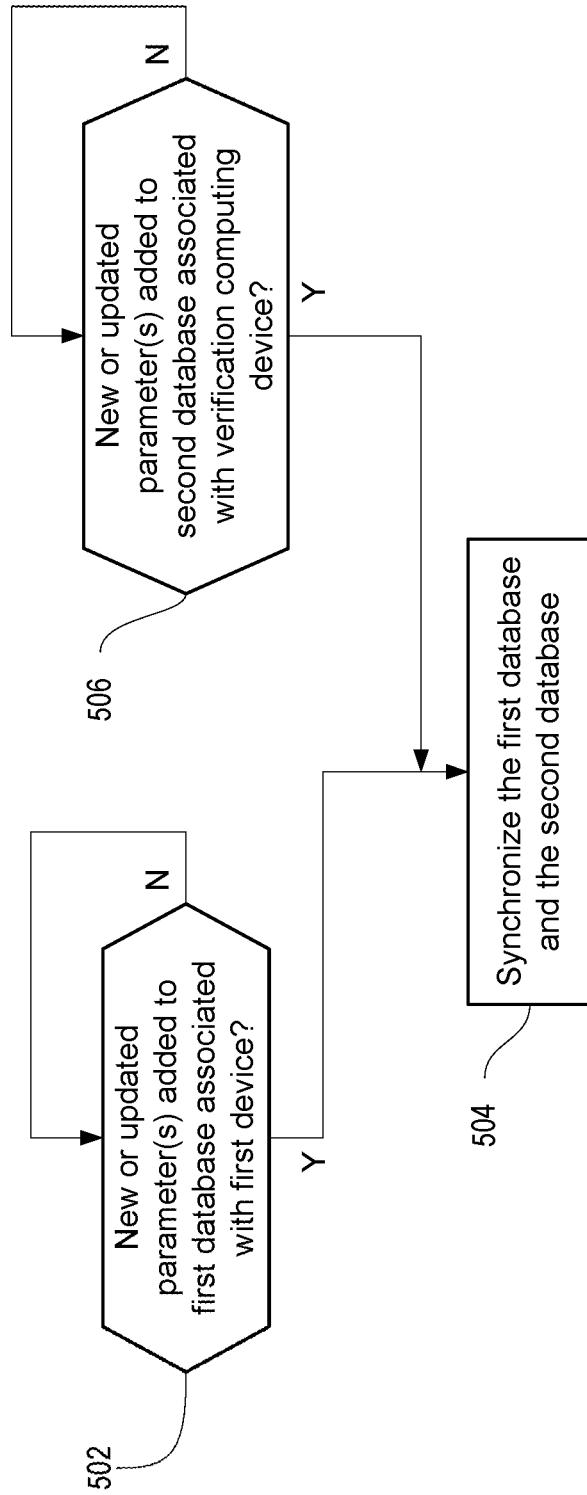 502
New or updated
parameter(s) added to
first database associated
with first device?
N
Y
506
New or updated
parameter(s) added to
second database associated
with verification computing
device?
N
Y
504
Synchronize the first database
and the second database